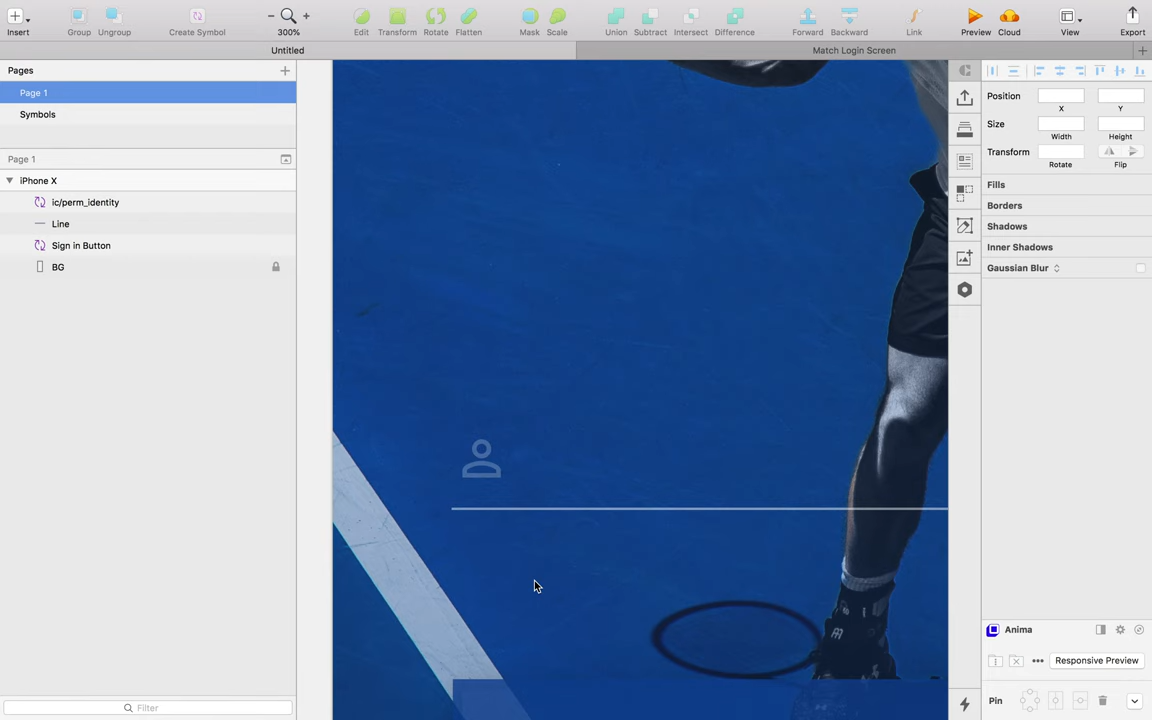 Insert
Group
Ungroup
Create Symbol
300%
Edit
Transform
Rotate
Flatten
Mask
Scale
Union
Subtract
Intersect
Difference
Forward
Backward
Link
Preview
Cloud
View
Export
Untitled
Match Login Screen
Pages
Page 1
Symbols
Page 1
iPhone X
ic/perm_identity
Line
Sign in Button
BG
Filter
Position
X
Y
Size
Width
Height
Transform
Rotate
Flip
Fills
Borders
Shadows
Inner Shadows
Gaussian Blur
Anima
Responsive Preview
Pin